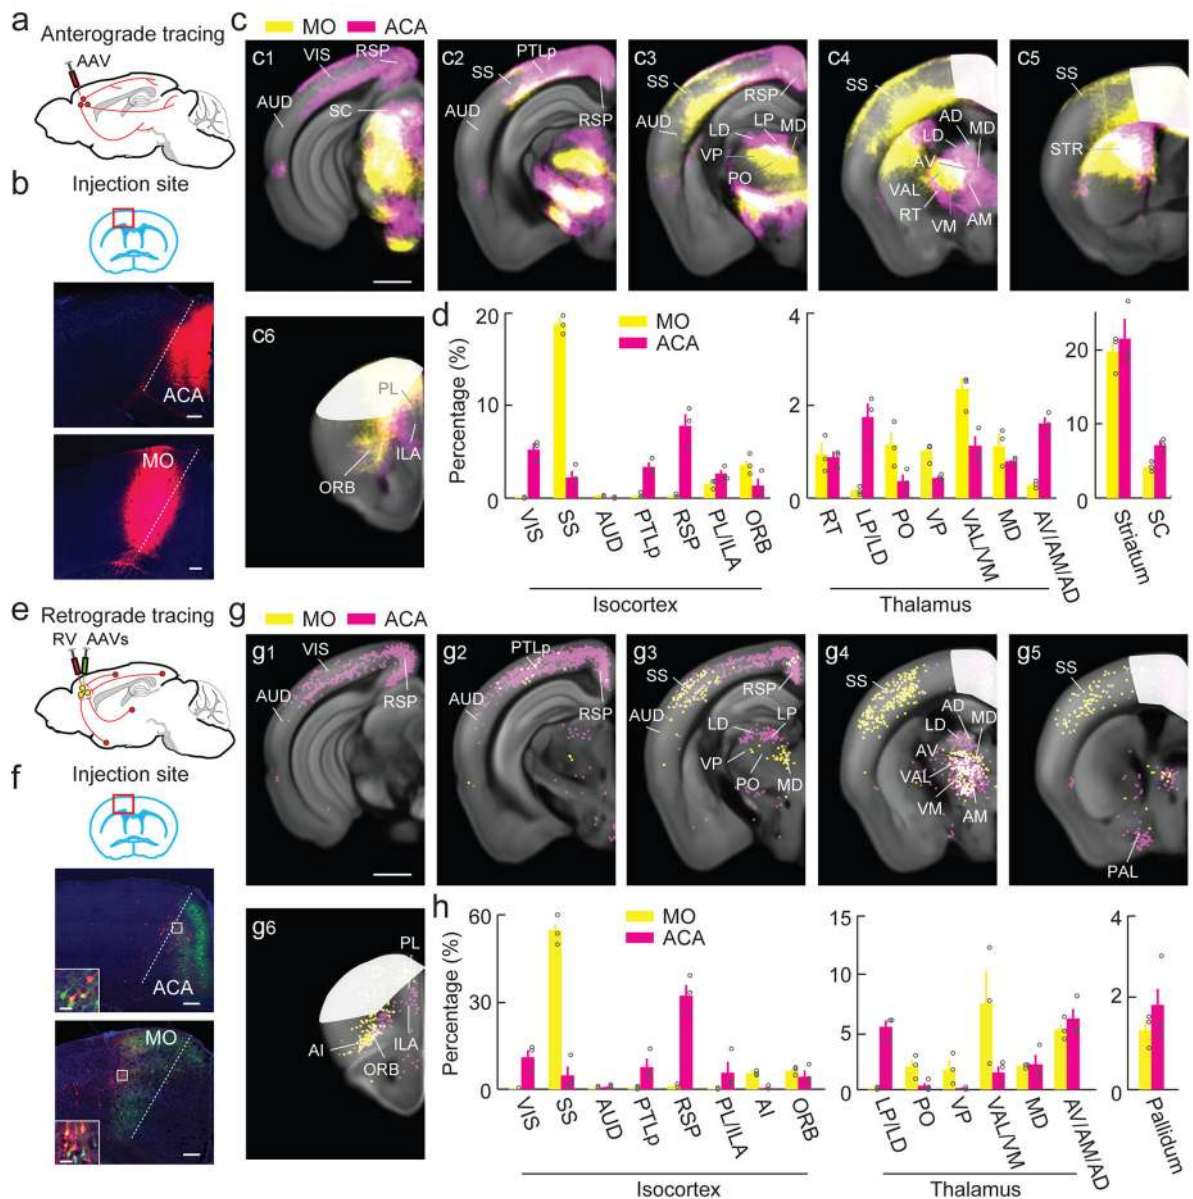 a
Anterograde tracing
AAV
b
Injection site
ACA
MO
c
MO ACA
c1
VIS
RSP
AUD
SC
c2
PTLp
SS
AUD
RSP
c3
SS
RSP
AUD
LD
LP
MD
VP
PO
c4
SS
AD
MD
LD
AV
VAL
RT
VM
AM
c5
SS
STR
c6
PL
ILA
ORB
d
MO
ACA
Percentage (%)
20
10
0
VIS
SS
AUD
PTLp
RSP
PL/ILA
ORB
Isocortex
4
2
0
RT
LP/LD
PO
VP
VAL/VM
MD
AV/AM/AD
Thalamus
20
10
0
Striatum
SC
e
Retrograde tracing
RV AAVs
f
Injection site
ACA
MO
g
MO ACA
g1
VIS
AUD
RSP
g2
PTLp
AUD
RSP
g3
SS
RSP
AUD
LD
LP
VP
PO
MD
g4
SS
AD
MD
LD
AV
VAL
VM
AM
g5
SS
PAL
g6
PL
AI
ILA
ORB
h
MO
ACA
Percentage (%)
60
30
0
VIS
SS
AUD
PTLp
RSP
PL/ILA
AI
ORB
Isocortex
15
10
5
0
LP/LD
PO
VP
VAL/VM
MD
AV/AM/AD
Thalamus
4
2
0
Pallidum